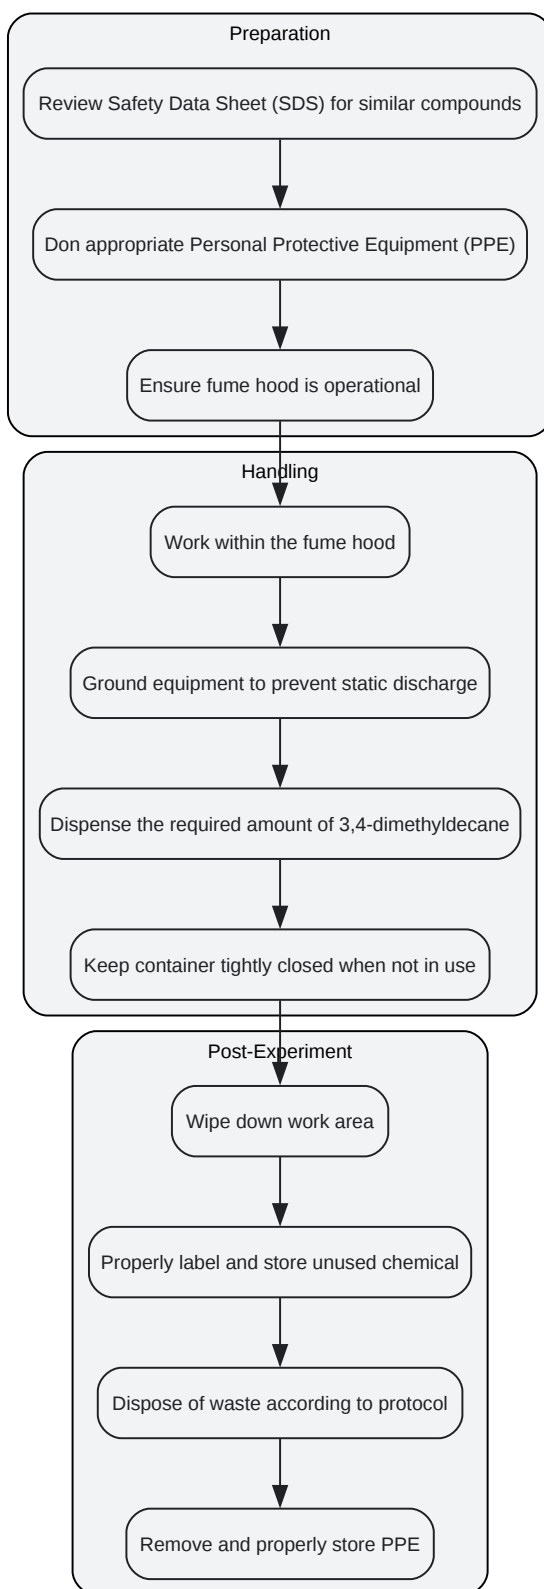 Preparation
Review Safety Data Sheet (SDS) for similar compounds
Don appropriate Personal Protective Equipment (PPE)
Ensure fume hood is operational
Handling
Work within the fume hood
Ground equipment to prevent static discharge
Dispense the required amount of 3,4-dimethyldecane
Keep container tightly closed when not in use
Post-Experiment
Wipe down work area
Properly label and store unused chemical
Dispose of waste according to protocol
Remove and properly store PPE